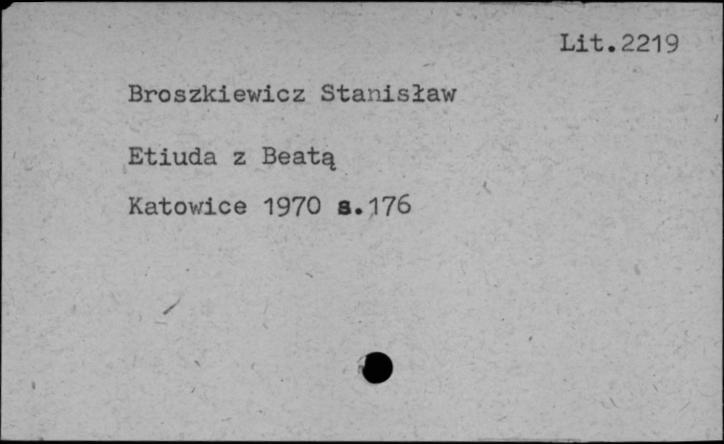 Lit.2219
Broszkiewicz Stanisław
Etiuda z Beatą
Katowice 1970 s.176